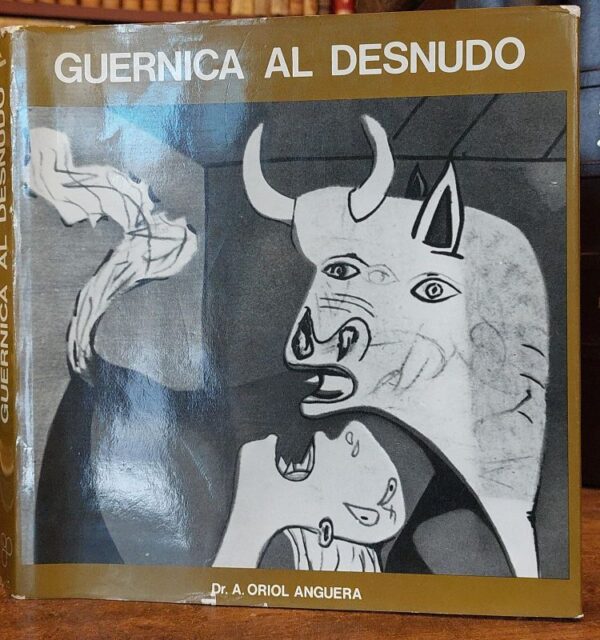 GUERNICA AL DESNUDO
GUERNICA AL DESNUDO
Dr. A. ORIOL ANGUERA